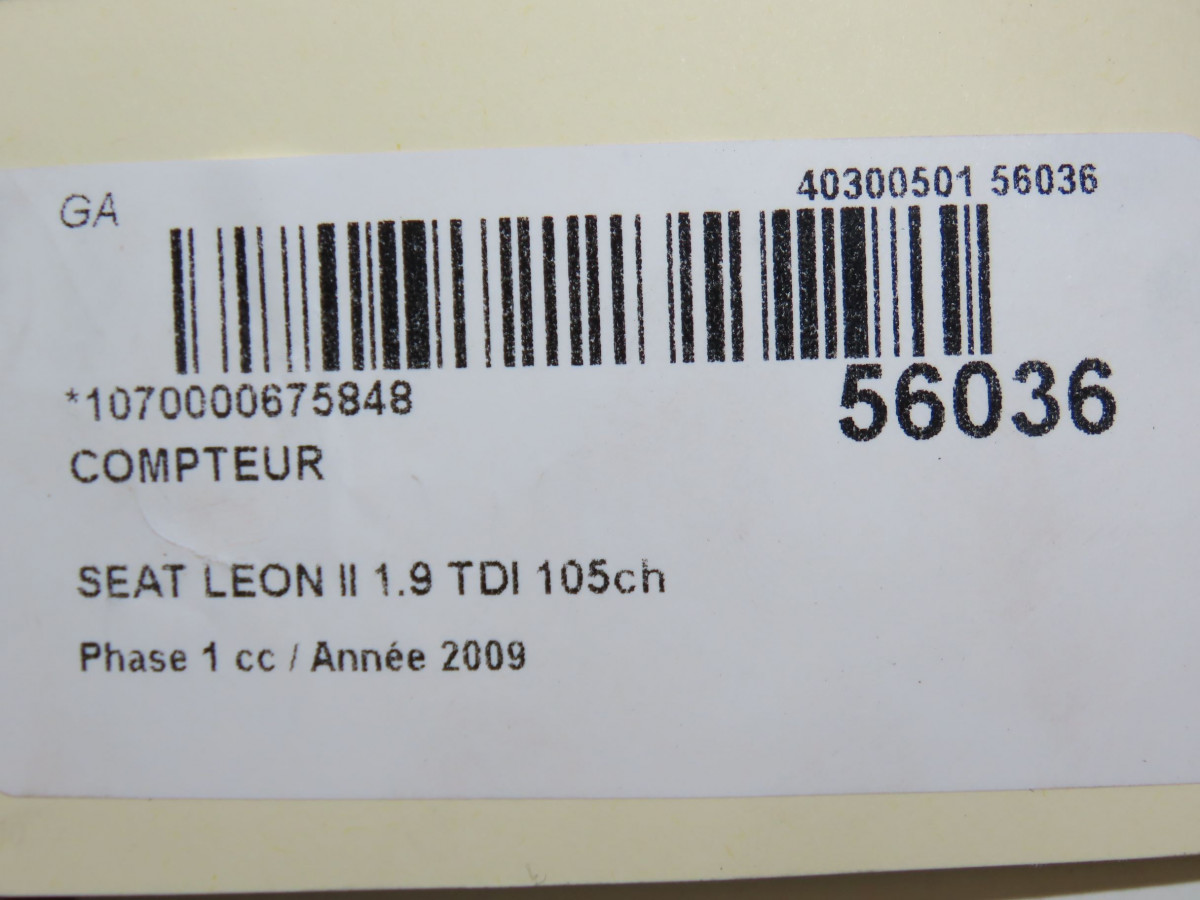 GA
40300501 56036
*1070000675848
56036
COMPTEUR
SEAT LEON II 1.9 TDI 105ch
Phase 1 cc / Année 2009